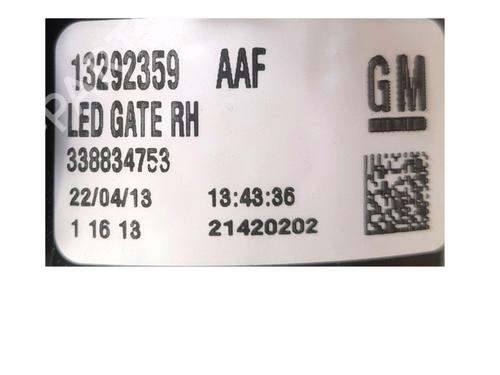 13292359 AAF GM
LED GATE RH
338834753
22/04/13 13:43:36
1 16 13 21420202